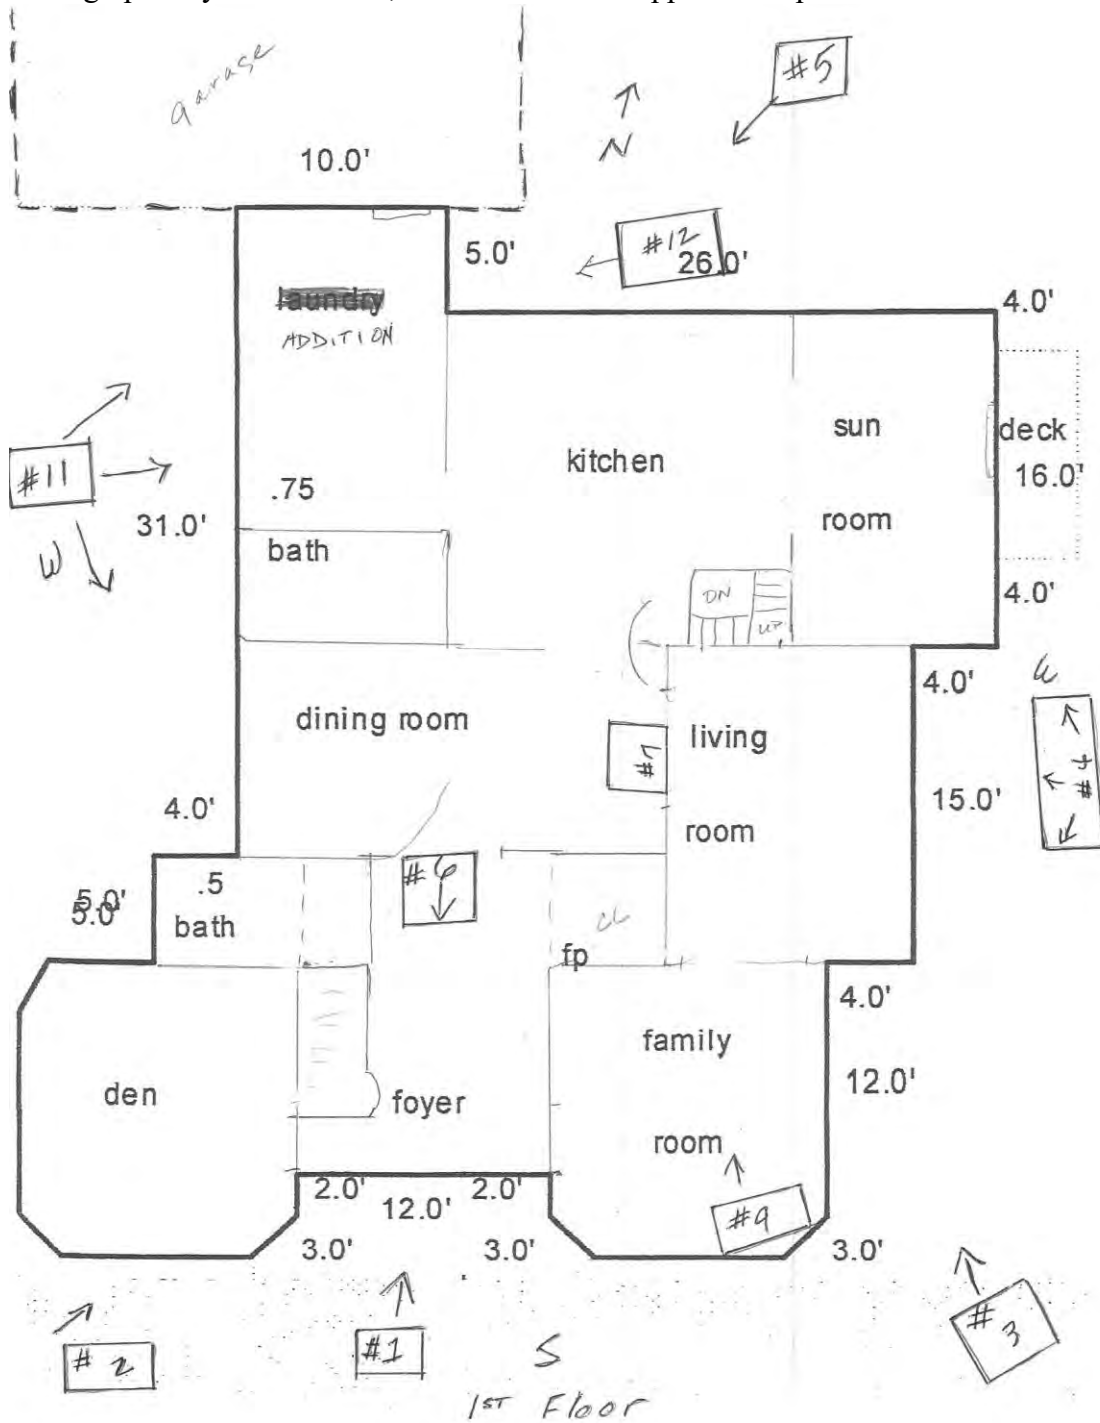 garage
#5
N
10.0'
5.0'
#12
26.0'
laundry
ADDITION
4.0'
sun
deck
kitchen
#11
16.0'
.75
room
31.0'
W
bath
DN
4.0'
UP
E
4.0'
dining room
living
#7
#4
4.0'
15.0'
room
.5
#6
5.0'
5.0'
bath
CL
fp
4.0'
family
den
foyer
12.0'
room
2.0'
12.0'
2.0'
#9
3.0'
3.0'
3.0'
#2
#1
S
#3
1ST Floor